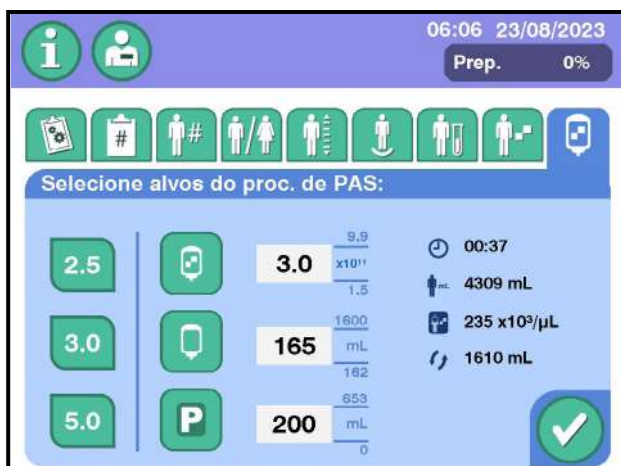 06:06 23/08/2023
Prep. 0%
# # /
Selecione alvos do proc. de PAS:
2.5 3.0 9.9 x10¹¹ 1.5 00:37
mL 4309 mL
3.0 165 1600 mL 162 235 x10³/µL
1610 mL
5.0 P 200 653 mL 0